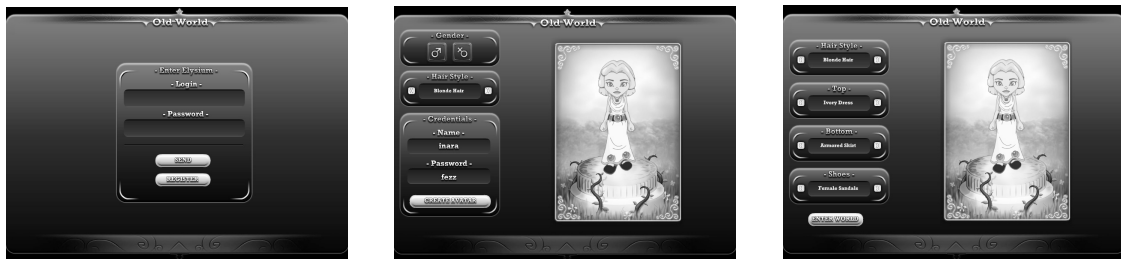 Old World
- Enter Elysium -
- Login -
- Password -
SEND
REGISTER
Old World
- Gender -
- Hair Style -
Blonde Hair
- Credentials -
- Name -
inara
- Password -
fezz
CREATE AVATAR
Old World
- Hair Style -
Blonde Hair
- Top -
Ivory Dress
- Bottom -
Armored Skirt
- Shoes -
Female Sandals
ENTER WORLD